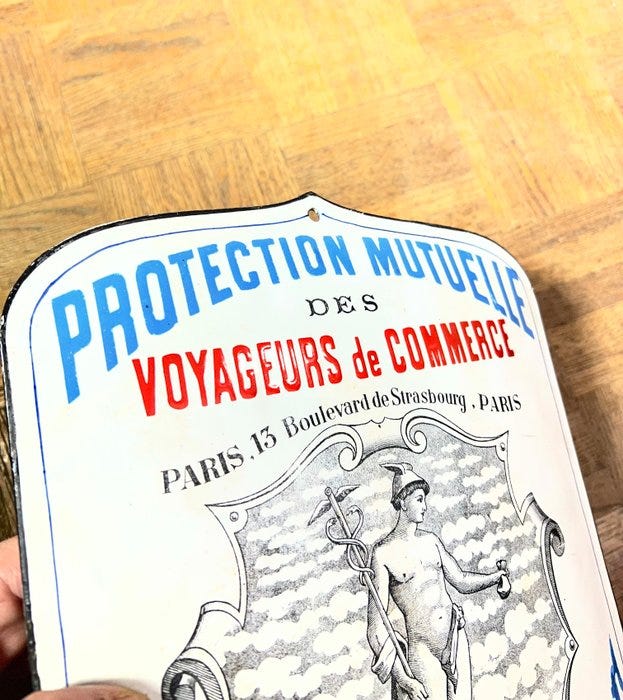 PROTECTION MUTUELLE
DES
VOYAGEURS de COMMERCE
PARIS, 13 Boulevard de Strasbourg, PARIS